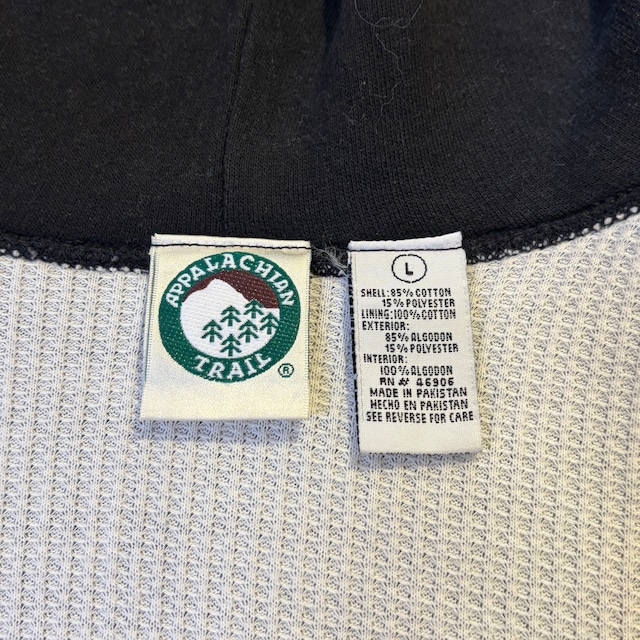 APPALACHIAN
TRAIL
®
L
SHELL: 85% COTTON
15% POLYESTER
LINING: 100% COTTON
EXTERIOR:
85% ALGODON
15% POLYESTER
INTERIOR:
100% ALGODON
RN# 46906
MADE IN PAKISTAN
HECHO EN PAKISTAN
SEE REVERSE FOR CARE